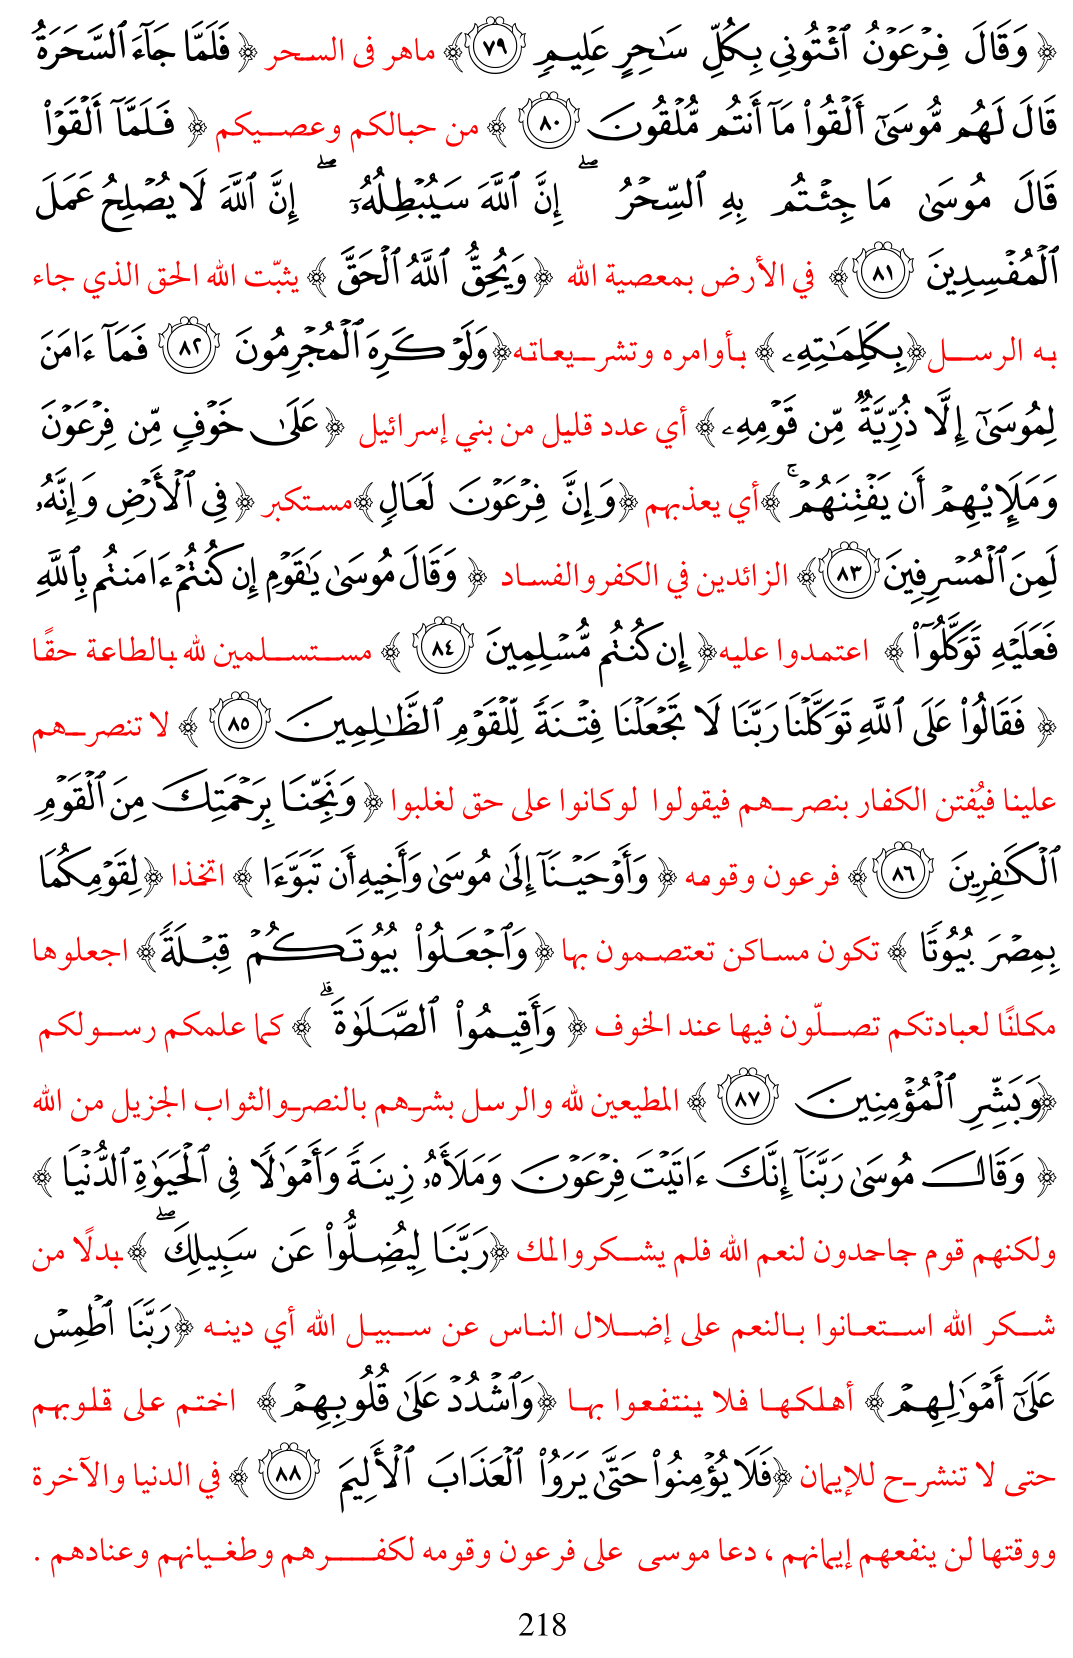 ﴿ وَقَالَ فِرْعَوْنُ ٱئْتُونِي بِكُلِّ سَٰحِرٍ عَلِيمٖ ٧٩ ﴾ ماهر فى السحر ﴿ فَلَمَّا جَآءَ ٱلسَّحَرَةُ
قَالَ لَهُم مُّوسَىٰٓ أَلْقُوا۟ مَآ أَنتُم مُّلْقُونَ ٨٠ ﴾ من حبالكم وعصيكم ﴿ فَلَمَّآ أَلْقَوْا۟
قَالَ مُوسَىٰ مَا جِئْتُم بِهِ ٱلسِّحْرُ ۖ إِنَّ ٱللَّهَ سَيُبْطِلُهُۥٓ ۖ إِنَّ ٱللَّهَ لَا يُصْلِحُ عَمَلَ
ٱلْمُفْسِدِينَ ٨١ ﴾ في الأرض بمعصية الله ﴿ وَيُحِقُّ ٱللَّهُ ٱلْحَقَّ ﴾ يثبّت الله الحق الذي جاء
به الرسل ﴿بِكَلِمَٰتِهِۦ ﴾ بأوامره وتشريعاته ﴿وَلَوْ كَرِهَ ٱلْمُجْرِمُونَ ٨٢ فَمَآ ءَامَنَ
لِمُوسَىٰٓ إِلَّا ذُرِّيَّةٌ مِّن قَوْمِهِۦ ﴾ أي عدد قليل من بني إسرائيل ﴿ عَلَىٰ خَوْفٍ مِّن فِرْعَوْنَ
وَمَلَإِيْهِمْ أَن يَفْتِنَهُمْ ۚ ﴾ أي يعذبهم ﴿وَإِنَّ فِرْعَوْنَ لَعَالٍ﴾ مستكبر ﴿ فِى ٱلْأَرْضِ وَإِنَّهُۥ
لَمِنَ ٱلْمُسْرِفِينَ ٨٣ ﴾ الزائدين في الكفر والفساد ﴿ وَقَالَ مُوسَىٰ يَٰقَوْمِ إِن كُنتُمْ ءَامَنتُم بِٱللَّهِ
فَعَلَيْهِ تَوَكَّلُوٓا۟ ﴾ اعتمدوا عليه ﴿ إِن كُنتُم مُّسْلِمِينَ ٨٤ ﴾ مستسلمين لله بالطاعة حقًا
﴿ فَقَالُوا۟ عَلَى ٱللَّهِ تَوَكَّلْنَا رَبَّنَا لَا تَجْعَلْنَا فِتْنَةً لِّلْقَوْمِ ٱلظَّٰلِمِينَ ٨٥ ﴾ لا تنصرهم
علينا فيُفتن الكفار بنصرهم فيقولوا لو كانوا على حق لغلبوا ﴿ وَنَجِّنَا بِرَحْمَتِكَ مِنَ ٱلْقَوْمِ
ٱلْكَٰفِرِينَ ٨٦ ﴾ فرعون وقومه ﴿ وَأَوْحَيْنَآ إِلَىٰ مُوسَىٰ وَأَخِيهِ أَن تَبَوَّءَا ﴾ اتخذا ﴿لِقَوْمِكُمَا
بِمِصْرَ بُيُوتًا ﴾ تكون مساكن تعتصمون بها ﴿ وَٱجْعَلُوا۟ بُيُوتَكُمْ قِبْلَةً﴾ اجعلوها
مكانًا لعبادتكم تصلّون فيها عند الخوف ﴿ وَأَقِيمُوا۟ ٱلصَّلَوٰةَ ۗ ﴾ كما علمكم رسولكم
﴿وَبَشِّرِ ٱلْمُؤْمِنِينَ ٨٧ ﴾ المطيعين لله والرسل بشرهم بالنصر والثواب الجزيل من الله
﴿ وَقَالَ مُوسَىٰ رَبَّنَآ إِنَّكَ ءَاتَيْتَ فِرْعَوْنَ وَمَلَأَهُۥ زِينَةً وَأَمْوَٰلًا فِى ٱلْحَيَوٰةِ ٱلدُّنْيَا ﴾
ولكنهم قوم جاحدون لنعم الله فلم يشكروا لك ﴿رَبَّنَا لِيُضِلُّوا۟ عَن سَبِيلِكَ ۖ ﴾ بدلًا من
شكر الله استعانوا بالنعم على إضلال الناس عن سبيل الله أي دينه ﴿رَبَّنَا ٱطْمِسْ
عَلَىٰٓ أَمْوَٰلِهِمْ ﴾ أهلكها فلا ينتفعوا بها ﴿وَٱشْدُدْ عَلَىٰ قُلُوبِهِمْ ﴾ اختم على قلوبهم
حتى لا تنشرح للإيمان ﴿فَلَا يُؤْمِنُوا۟ حَتَّىٰ يَرَوُا۟ ٱلْعَذَابَ ٱلْأَلِيمَ ٨٨ ﴾ في الدنيا والآخرة
ووقتها لن ينفعهم إيمانهم ، دعا موسى على فرعون وقومه لكفرهم وطغيانهم وعنادهم .
218